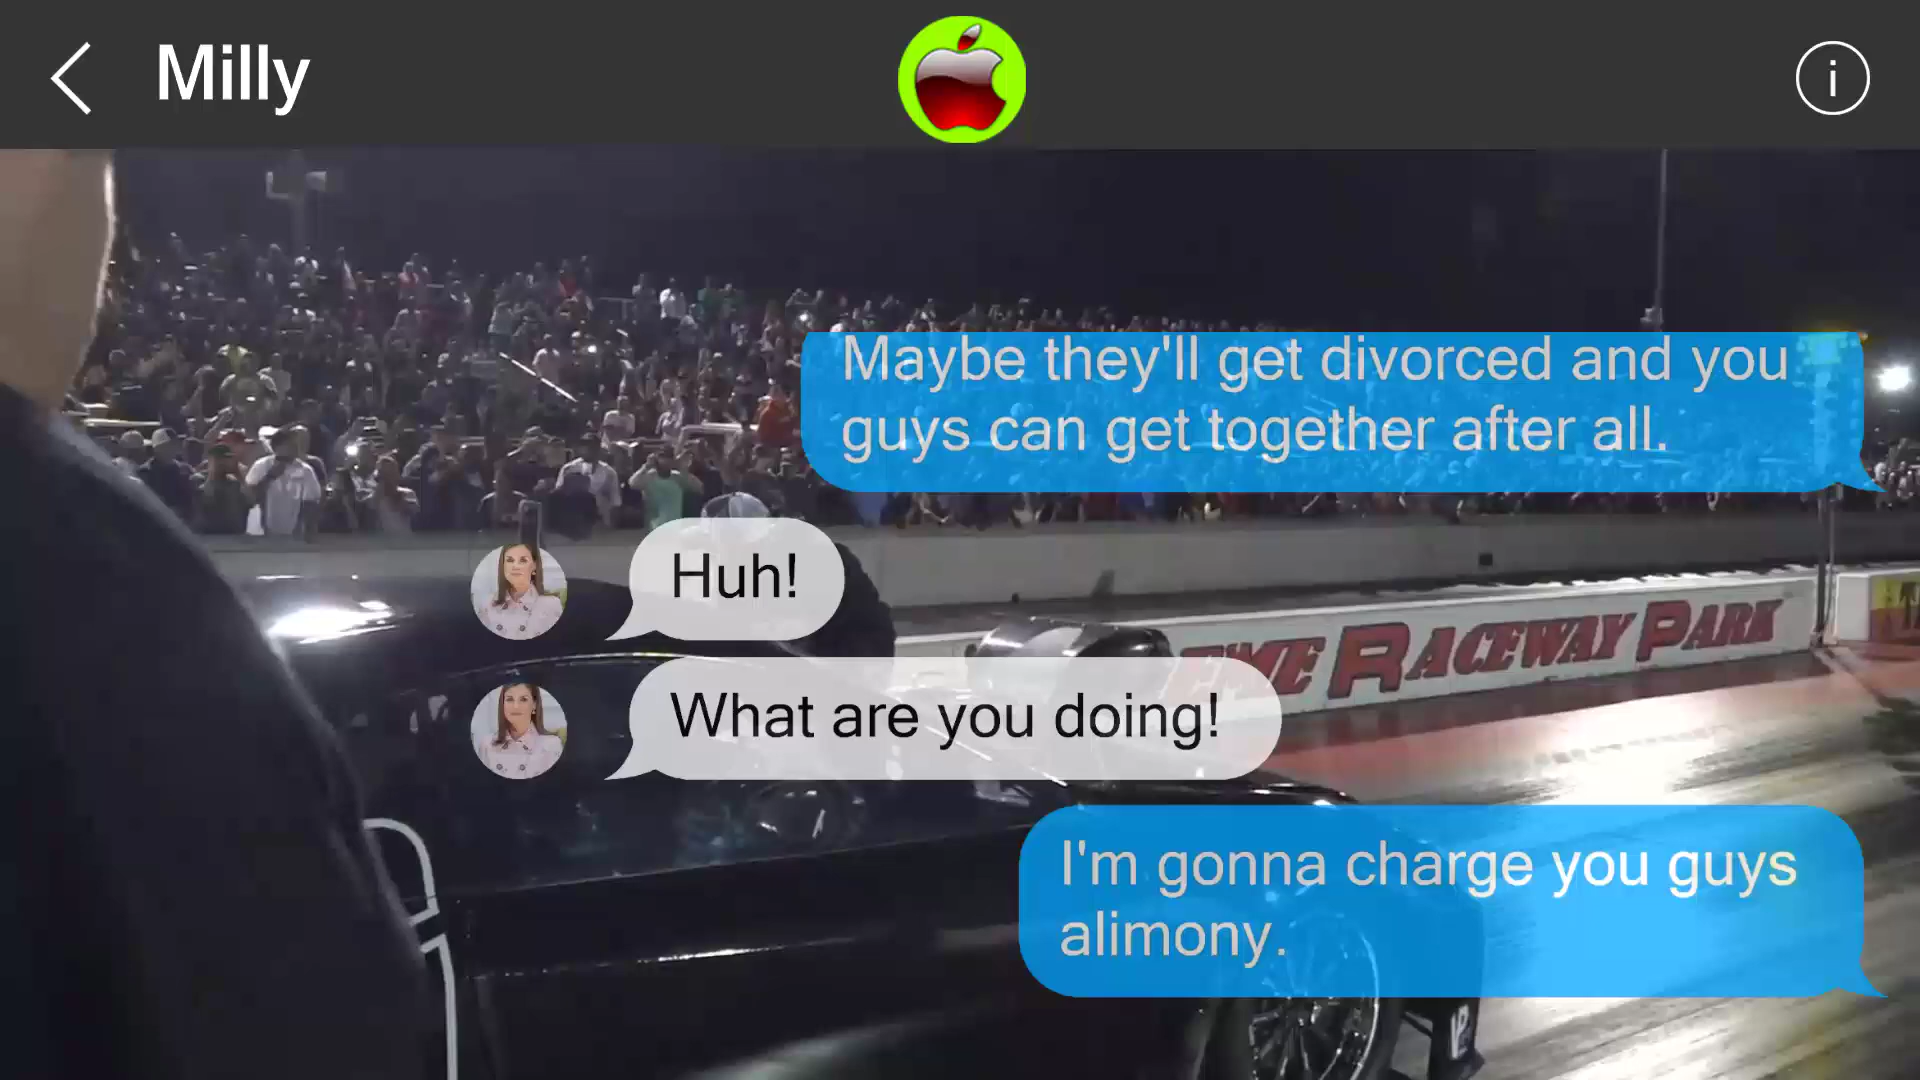 Milly
i
Maybe they'll get divorced and you
guys can get together after all.
Huh!
What are you doing!
EME RACEWAY PARK
I'm gonna charge you guys
alimony.